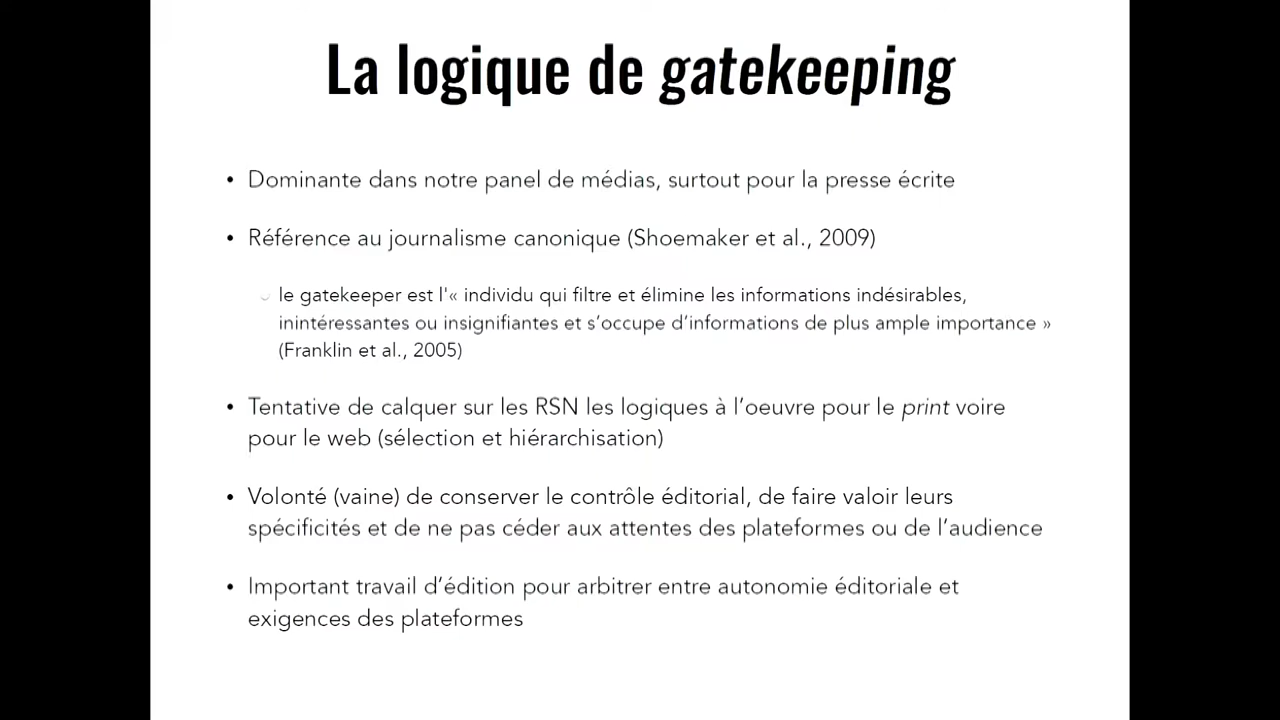 La logique de gatekeeping
• Dominante dans notre panel de médias, surtout pour la presse écrite
• Référence au journalisme canonique (Shoemaker et al., 2009)
le gatekeeper est l'« individu qui filtre et élimine les informations indésirables,
inintéressantes ou insignifiantes et s’occupe d’informations de plus ample importance »
(Franklin et al., 2005)
• Tentative de calquer sur les RSN les logiques à l’oeuvre pour le print voire
pour le web (sélection et hiérarchisation)
• Volonté (vaine) de conserver le contrôle éditorial, de faire valoir leurs
spécificités et de ne pas céder aux attentes des plateformes ou de l’audience
• Important travail d’édition pour arbitrer entre autonomie éditoriale et
exigences des plateformes